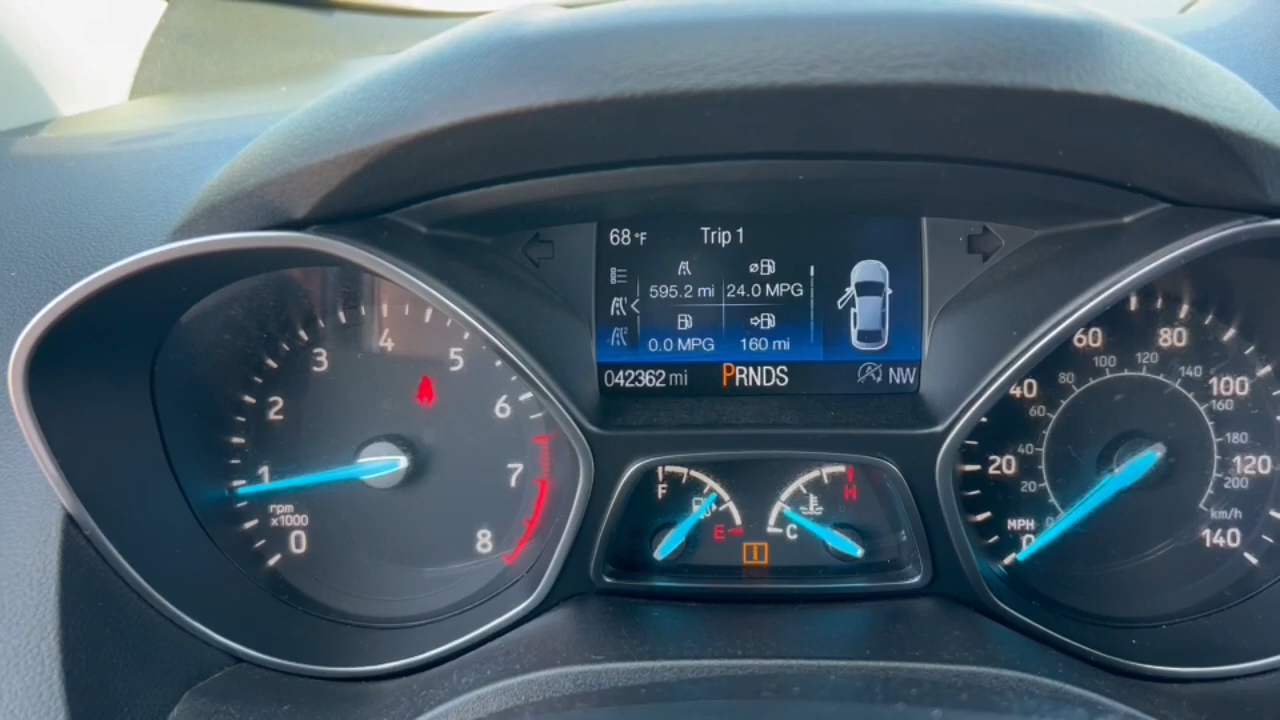 68°F Trip 1
595.2 mi 24.0 MPG
0.0 MPG 160 mi
042362 mi PRNDS NW
0 1 2 3 4 5 6 7 8
rpm
x1000
F E C H
i
MPH
0 20 40 60 80 100 120 140
20 40 60 80 100 120 140 160 180 200
km/h